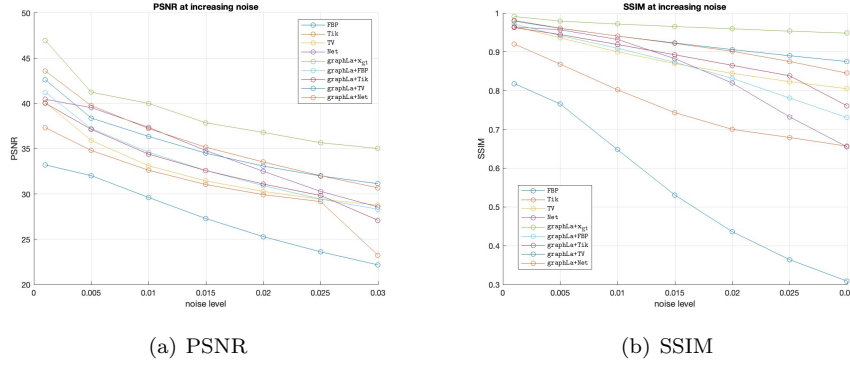 PSNR at increasing noise
50
45
40
35
30
25
20
PSNR
0
0.005
0.01
0.015
0.02
0.025
0.03
noise level
FBP
Tik
TV
Net
graphLa+xgt
graphLa+FBP
graphLa+Tik
graphLa+TV
graphLa+Net
(a) PSNR
SSIM at increasing noise
1
0.9
0.8
0.7
0.6
0.5
0.4
0.3
SSIM
0
0.005
0.01
0.015
0.02
0.025
0.0
noise level
FBP
Tik
TV
Net
graphLa+xgt
graphLa+FBP
graphLa+Tik
graphLa+TV
graphLa+Net
(b) SSIM